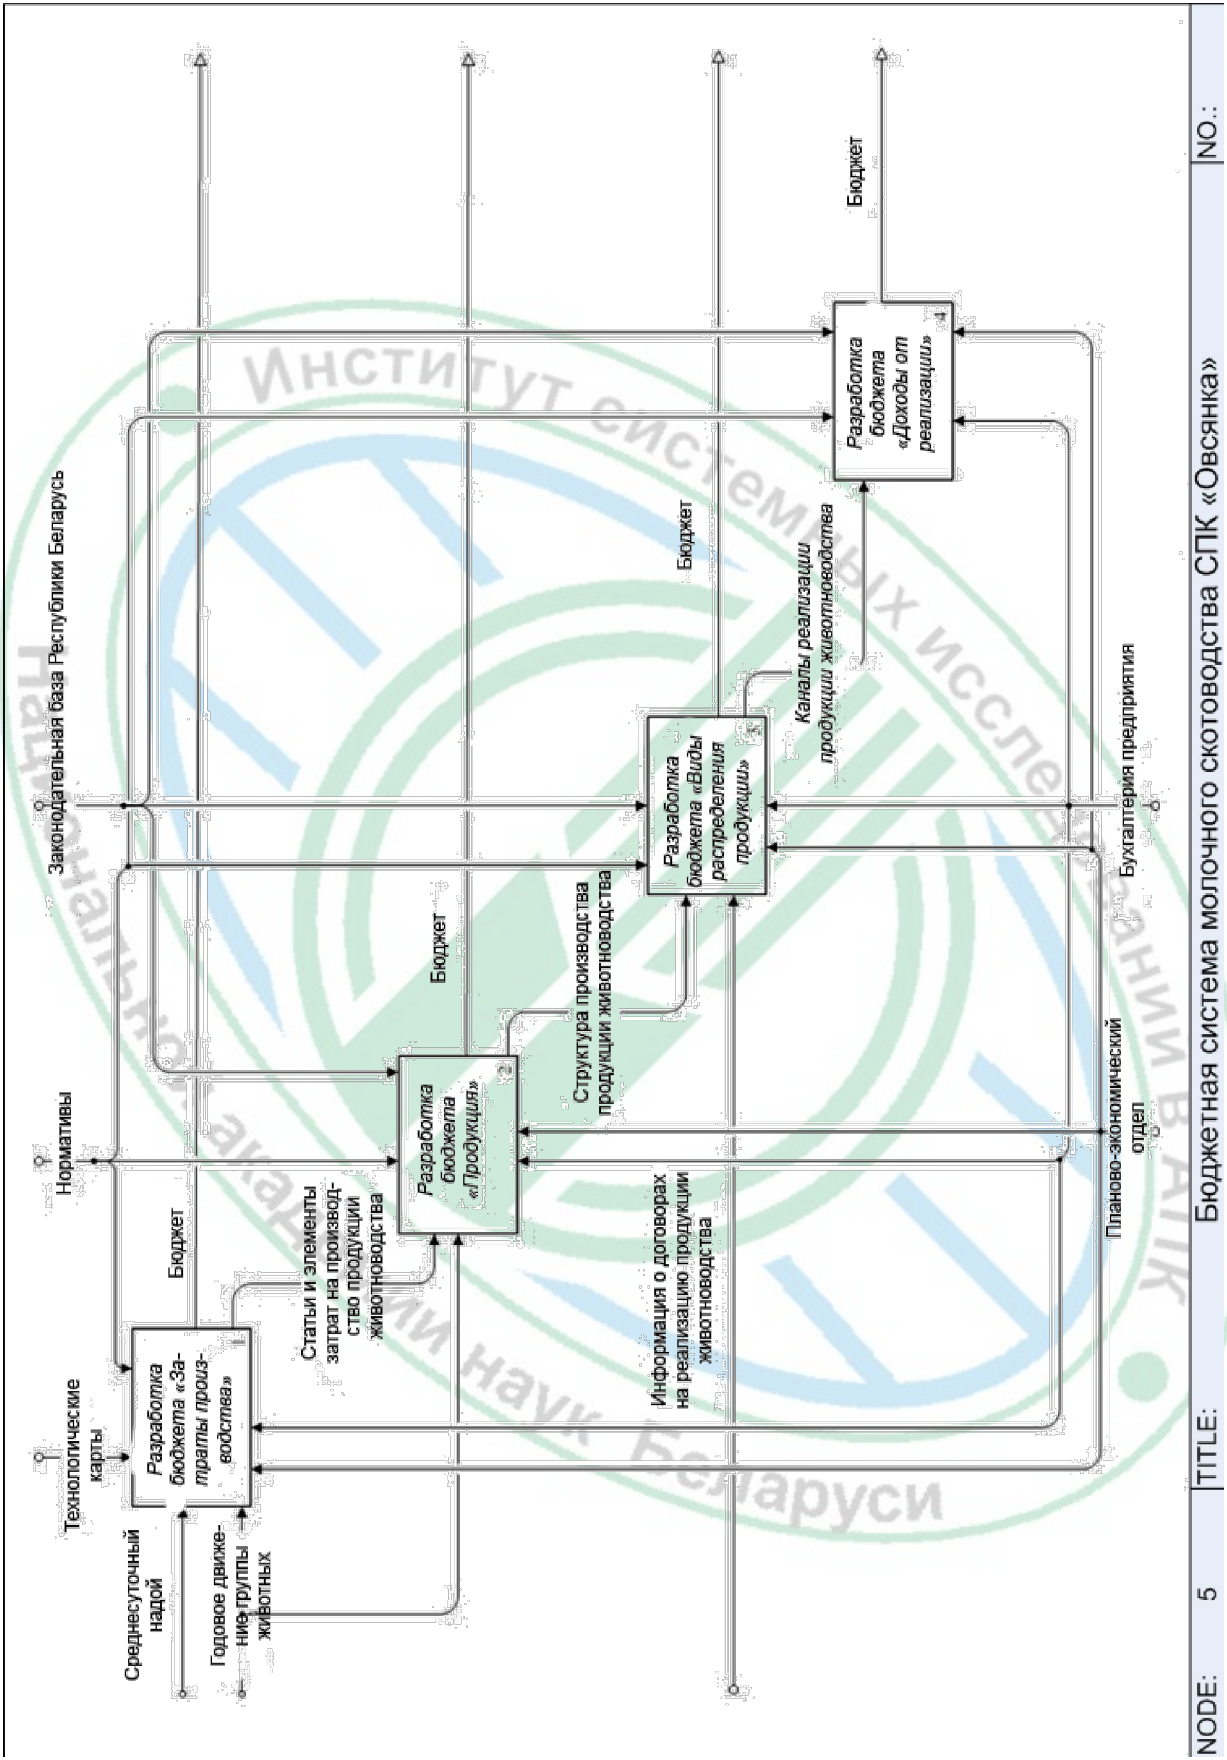 Законодательная база Республики Беларусь
Нормативы
Технологические
карты
Среднесуточный
надой
Годовое движе-
ние группы
животных
Разработка
бюджета «За-
траты произ-
водства»
1
Бюджет
Статьи и элементы
затрат на производ-
ство продукции
животноводства
Разработка
бюджета
«Продукция»
2
Бюджет
Структура производства
продукции животноводства
Информация о договорах
на реализацию продукции
животноводства
Разработка
бюджета «Виды
распределения
продукции»
3
Бюджет
Каналы реализации
продукции животноводства
Разработка
бюджета
«Доходы от
реализации»
4
Бюджет
Планово-экономический
отдел
Бухгалтерия предприятия
NODE: 5
TITLE: Бюджетная система молочного скотоводства СПК «Овсянка»
NO.:
Институт системных исследований в АПК
Национальной академии наук Беларуси